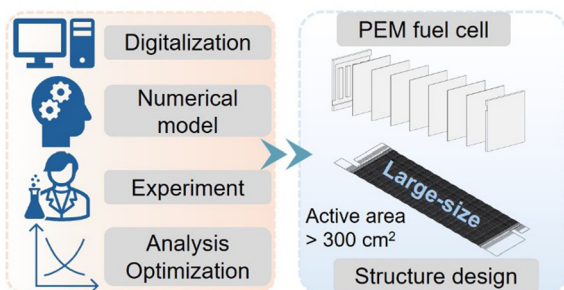 Digitalization
Numerical
model
Experiment
Analysis
Optimization
PEM fuel cell
Large-size
Active area
> 300 cm²
Structure design